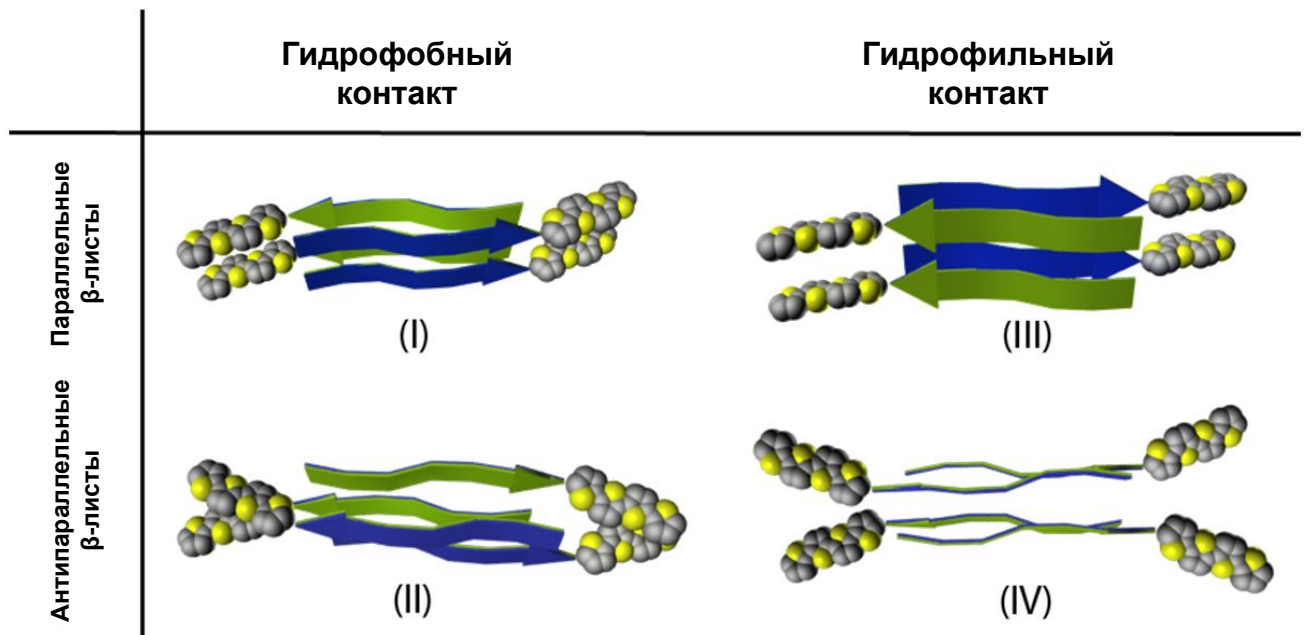 Гидрофобный
контакт
Гидрофильный
контакт
Параллельные
β-листы
(I)
(III)
Антипараллельные
β-листы
(II)
(IV)